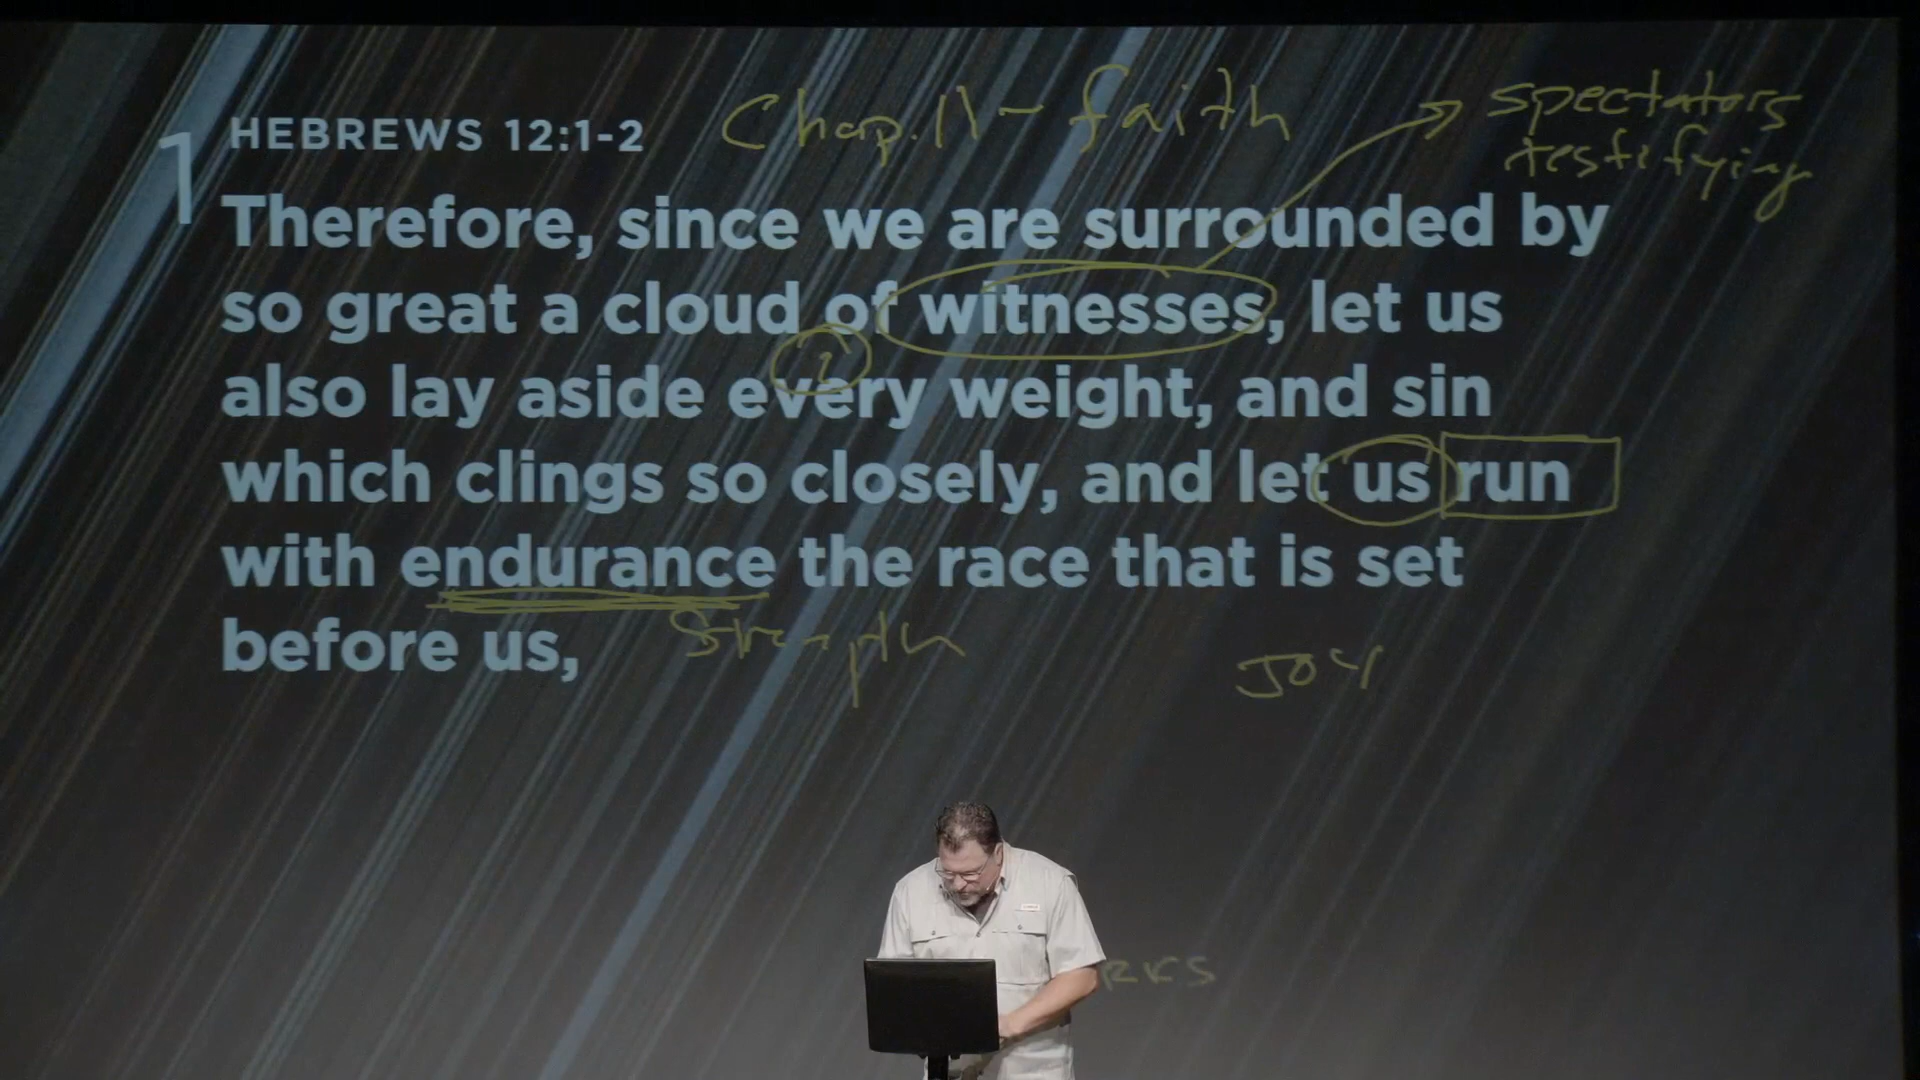 Chap. 11 - faith
spectators
testifying
HEBREWS 12:1-2
1 Therefore, since we are surrounded by
so great a cloud of witnesses, let us
also lay aside every weight, and sin
which clings so closely, and let us run
with endurance the race that is set
before us,
Strength
JOY